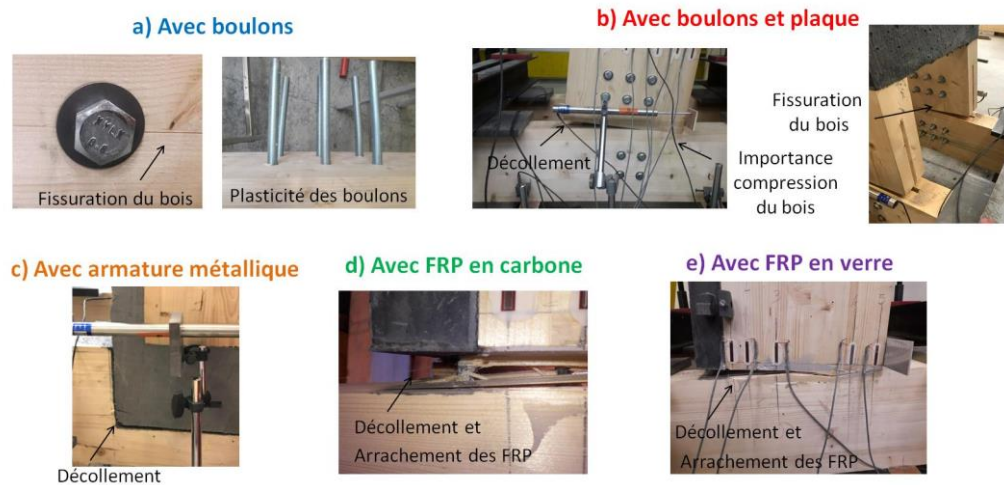 a) Avec boulons
Fissuration du bois
Plasticité des boulons
b) Avec boulons et plaque
Décollement
Importance
compression
du bois
Fissuration
du bois
c) Avec armature métallique
Décollement
d) Avec FRP en carbone
Décollement et
Arrachement des FRP
e) Avec FRP en verre
Décollement et
Arrachement des FRP